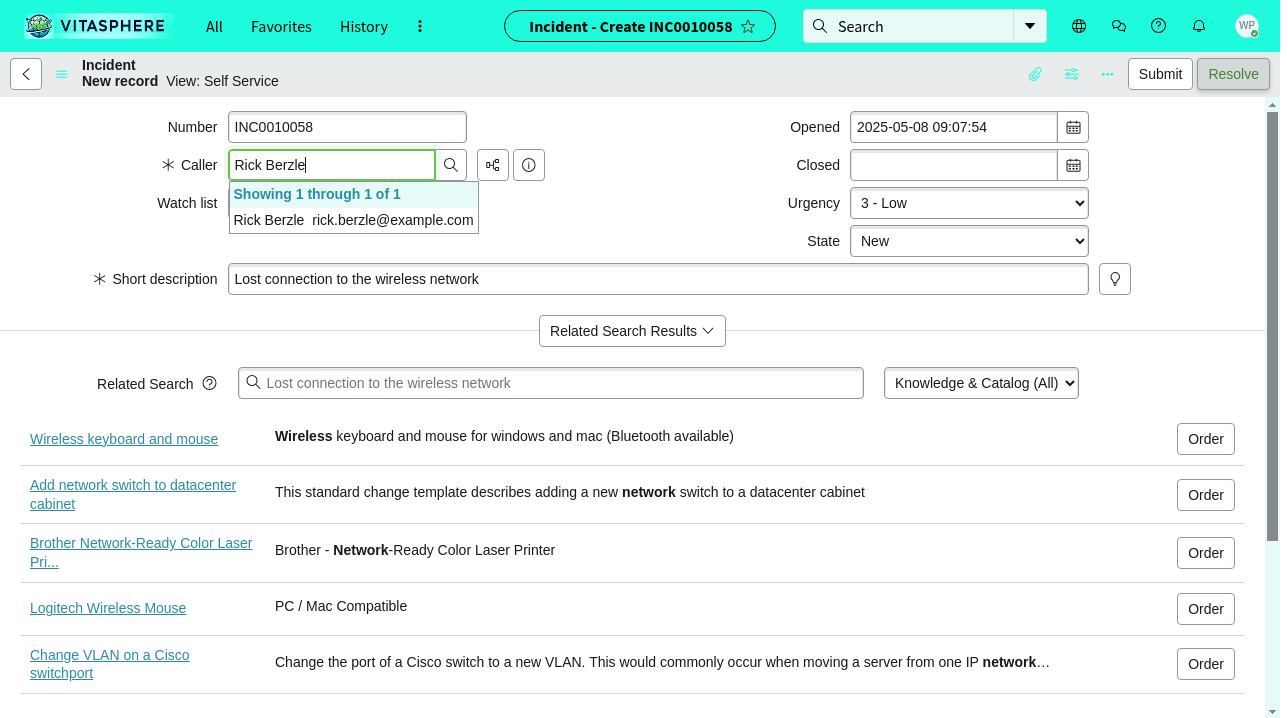 VITASPHERE
All
Favorites
History
Incident - Create INC0010058
Search
WP
Incident
New record View: Self Service
Submit
Resolve
Number
INC0010058
Opened
2025-05-08 09:07:54
Caller
Rick Berzle
Closed
Showing 1 through 1 of 1
Rick Berzle rick.berzle@example.com
Watch list
Urgency
3 - Low
State
New
Short description
Lost connection to the wireless network
Related Search Results
Related Search
Lost connection to the wireless network
Knowledge & Catalog (All)
Wireless keyboard and mouse
Wireless keyboard and mouse for windows and mac (Bluetooth available)
Order
Add network switch to datacenter
cabinet
This standard change template describes adding a new network switch to a datacenter cabinet
Order
Brother Network-Ready Color Laser
Pri...
Brother - Network-Ready Color Laser Printer
Order
Logitech Wireless Mouse
PC / Mac Compatible
Order
Change VLAN on a Cisco
switchport
Change the port of a Cisco switch to a new VLAN. This would commonly occur when moving a server from one IP network…
Order